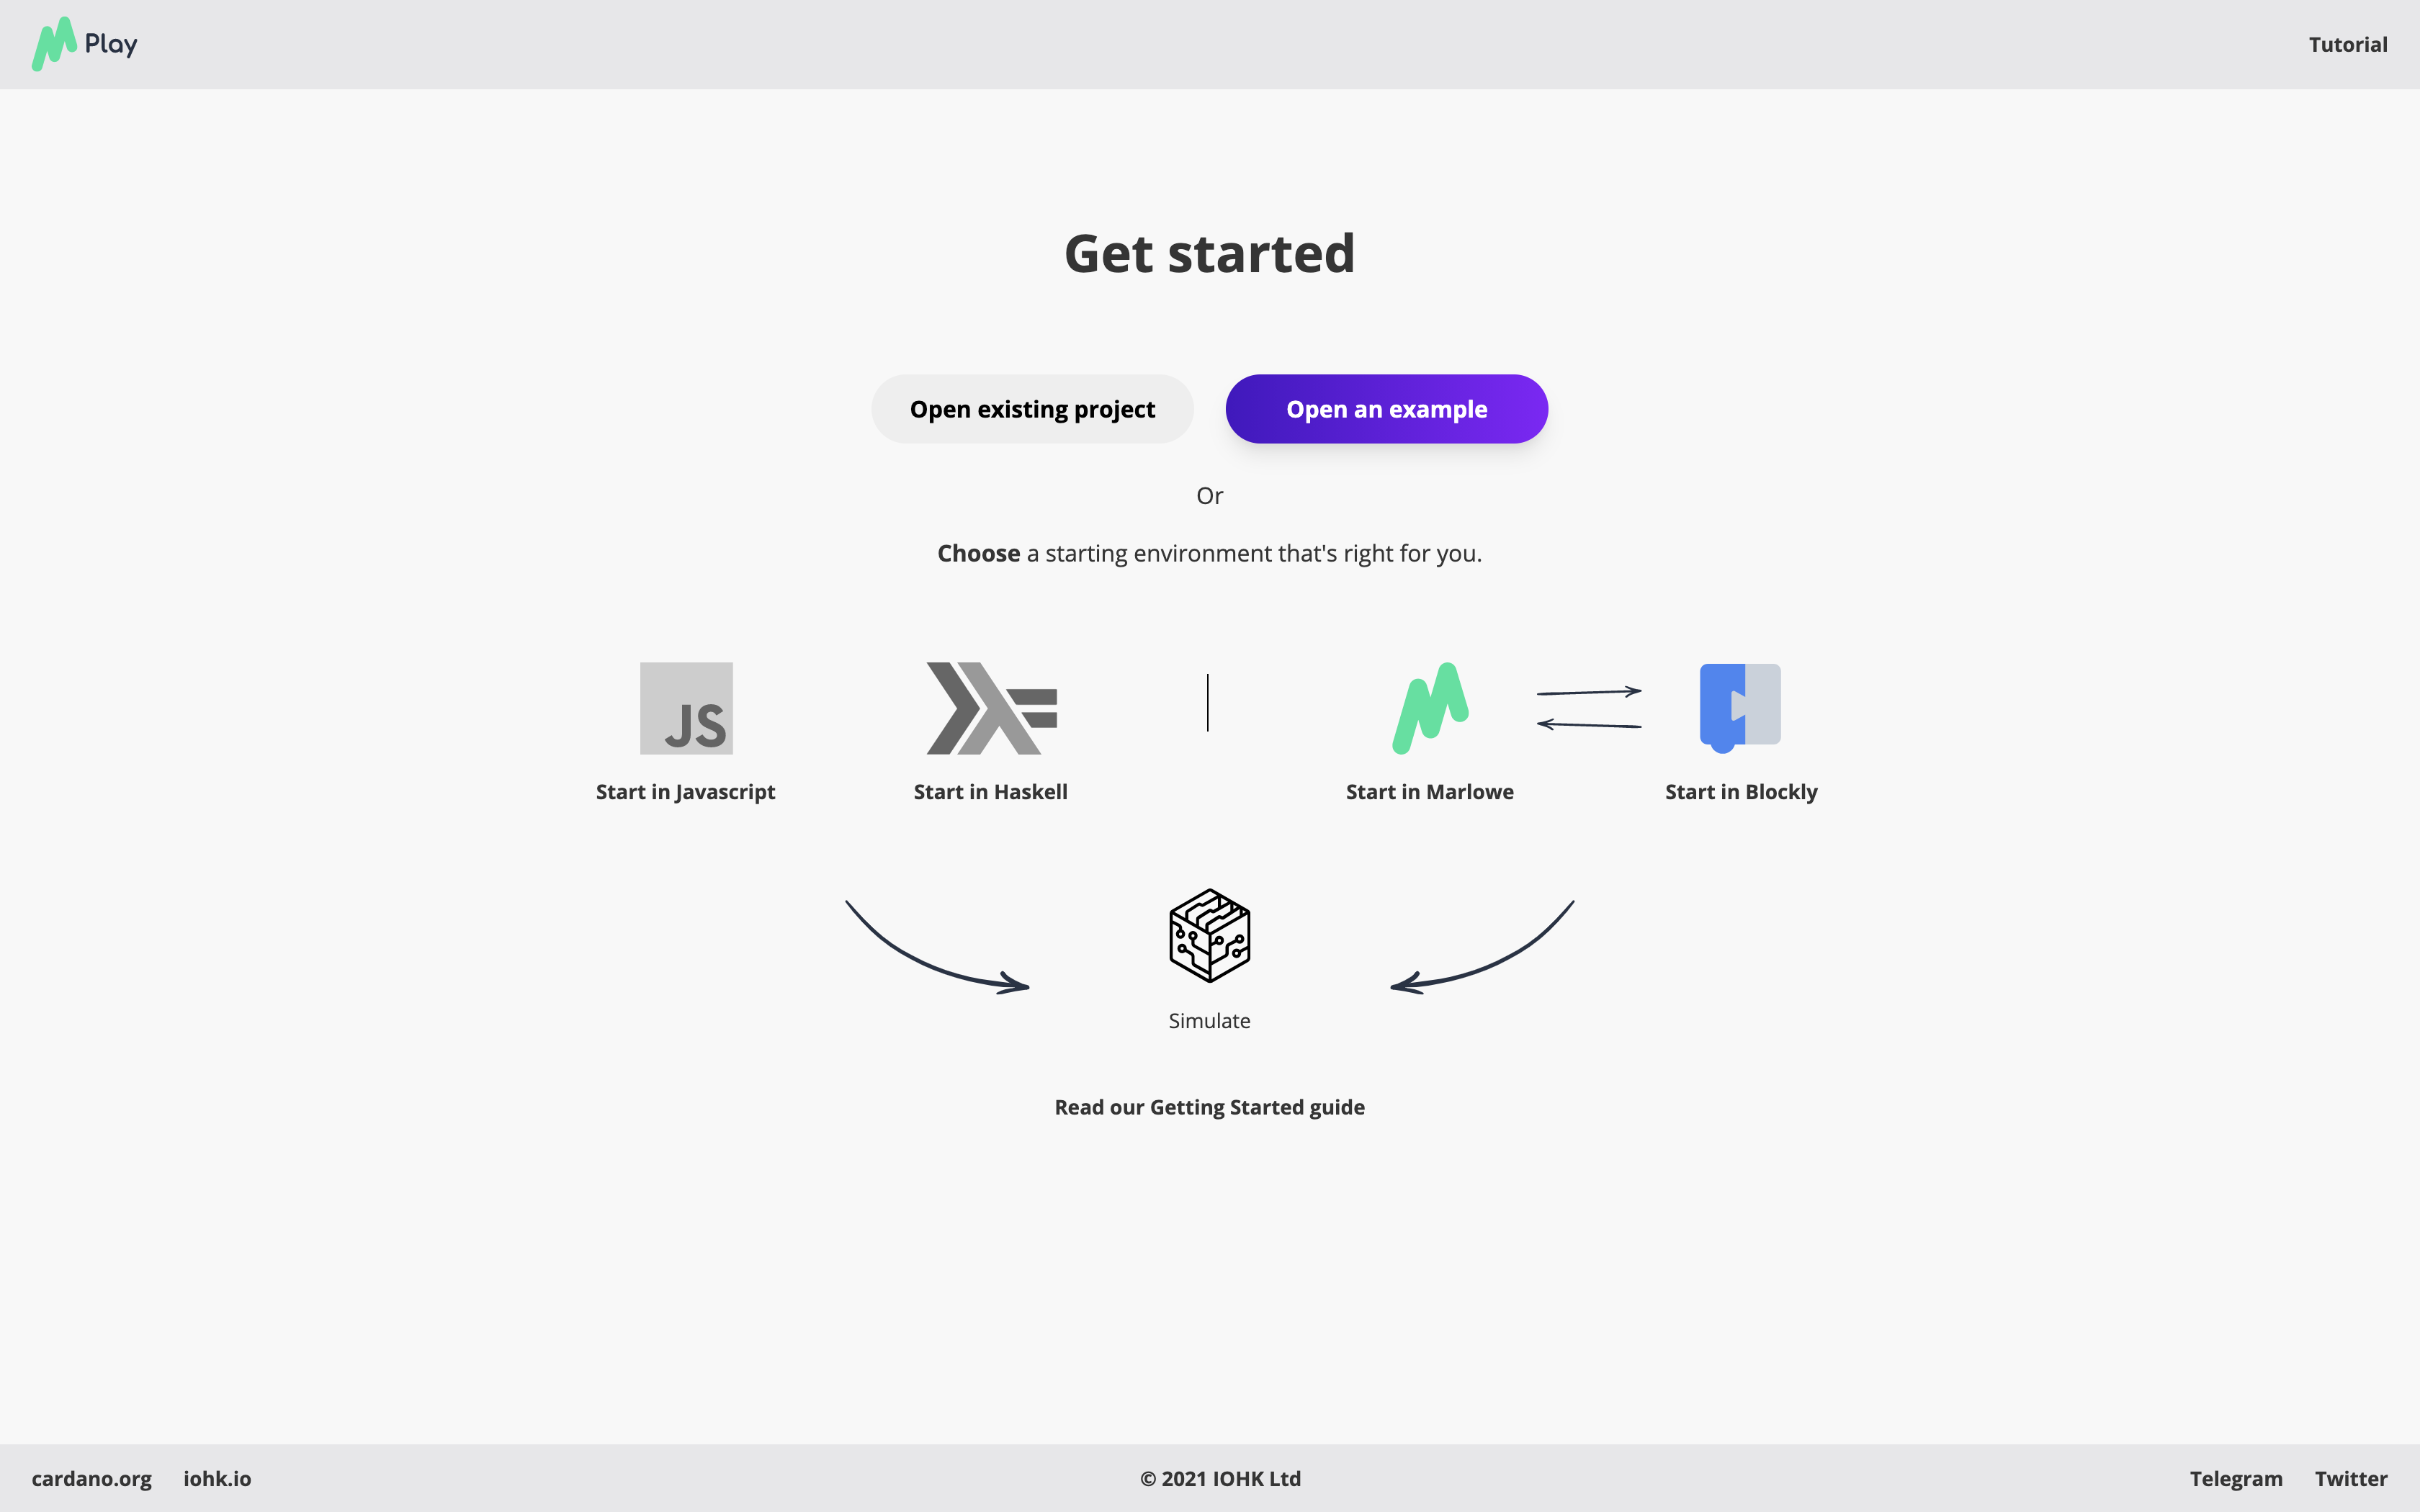 Play
Tutorial
Get started
Open existing project
Open an example
Or
Choose a starting environment that's right for you.
JS
Start in Javascript
Start in Haskell
Start in Marlowe
Start in Blockly
Simulate
Read our Getting Started guide
cardano.org
iohk.io
© 2021 IOHK Ltd
Telegram
Twitter